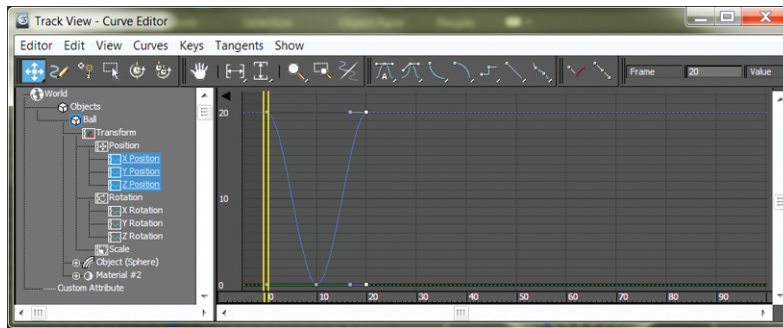 Track View - Curve Editor
Editor Edit View Curves Keys Tangents Show
Frame 20 Value
World
Objects
Ball
Transform
Position
X Position
Y Position
Z Position
Rotation
X Rotation
Y Rotation
Z Rotation
Scale
Object (Sphere)
Material #2
Custom Attribute
20
10
0
0 10 20 30 40 50 60 70 80 90